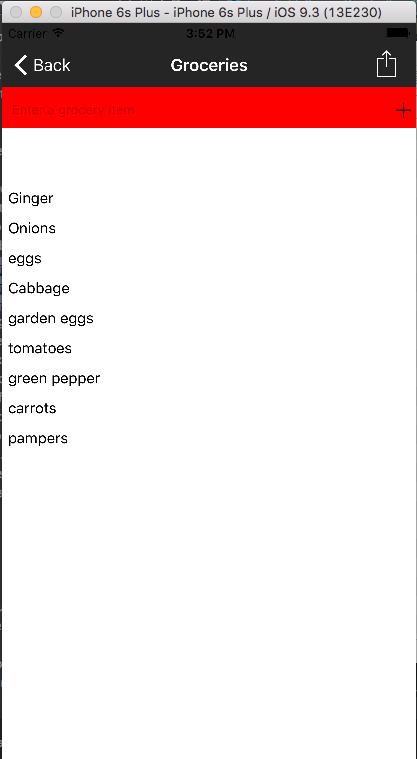 iPhone 6s Plus - iPhone 6s Plus / iOS 9.3 (13E230)
Carrier 3:52 PM
Back Groceries
Enter a grocery item
Ginger
Onions
eggs
Cabbage
garden eggs
tomatoes
green pepper
carrots
pampers